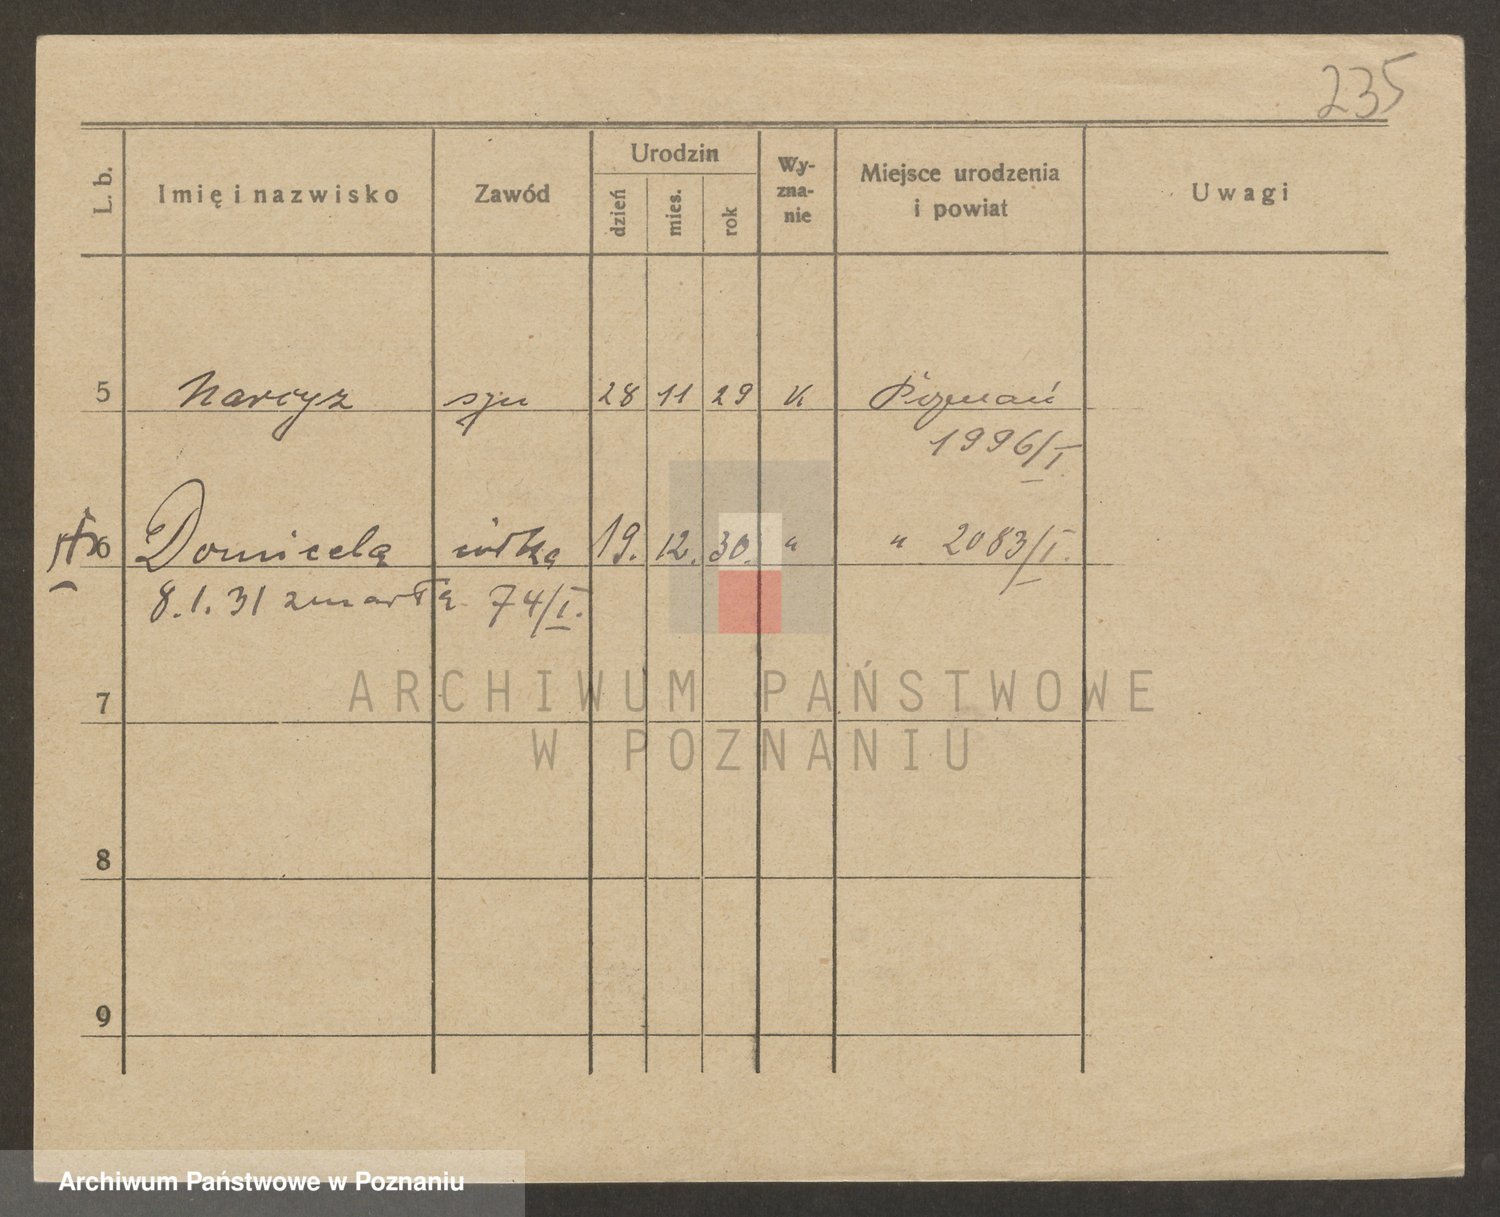 235
L. b. Imię i nazwisko Zawód Urodzin dzień mies. rok Wy-zna-nie Miejsce urodzenia i powiat Uwagi
5 Narcyz syn 28 11 29 K Poznań
1996/I.
6 Domicela córka 19. 12. 30. " " 2083/I.
8.1.31 zmarła 74/I.
7
ARCHIWUM PAŃSTWOWE
W POZNANIU
8
9
Archiwum Państwowe w Poznaniu